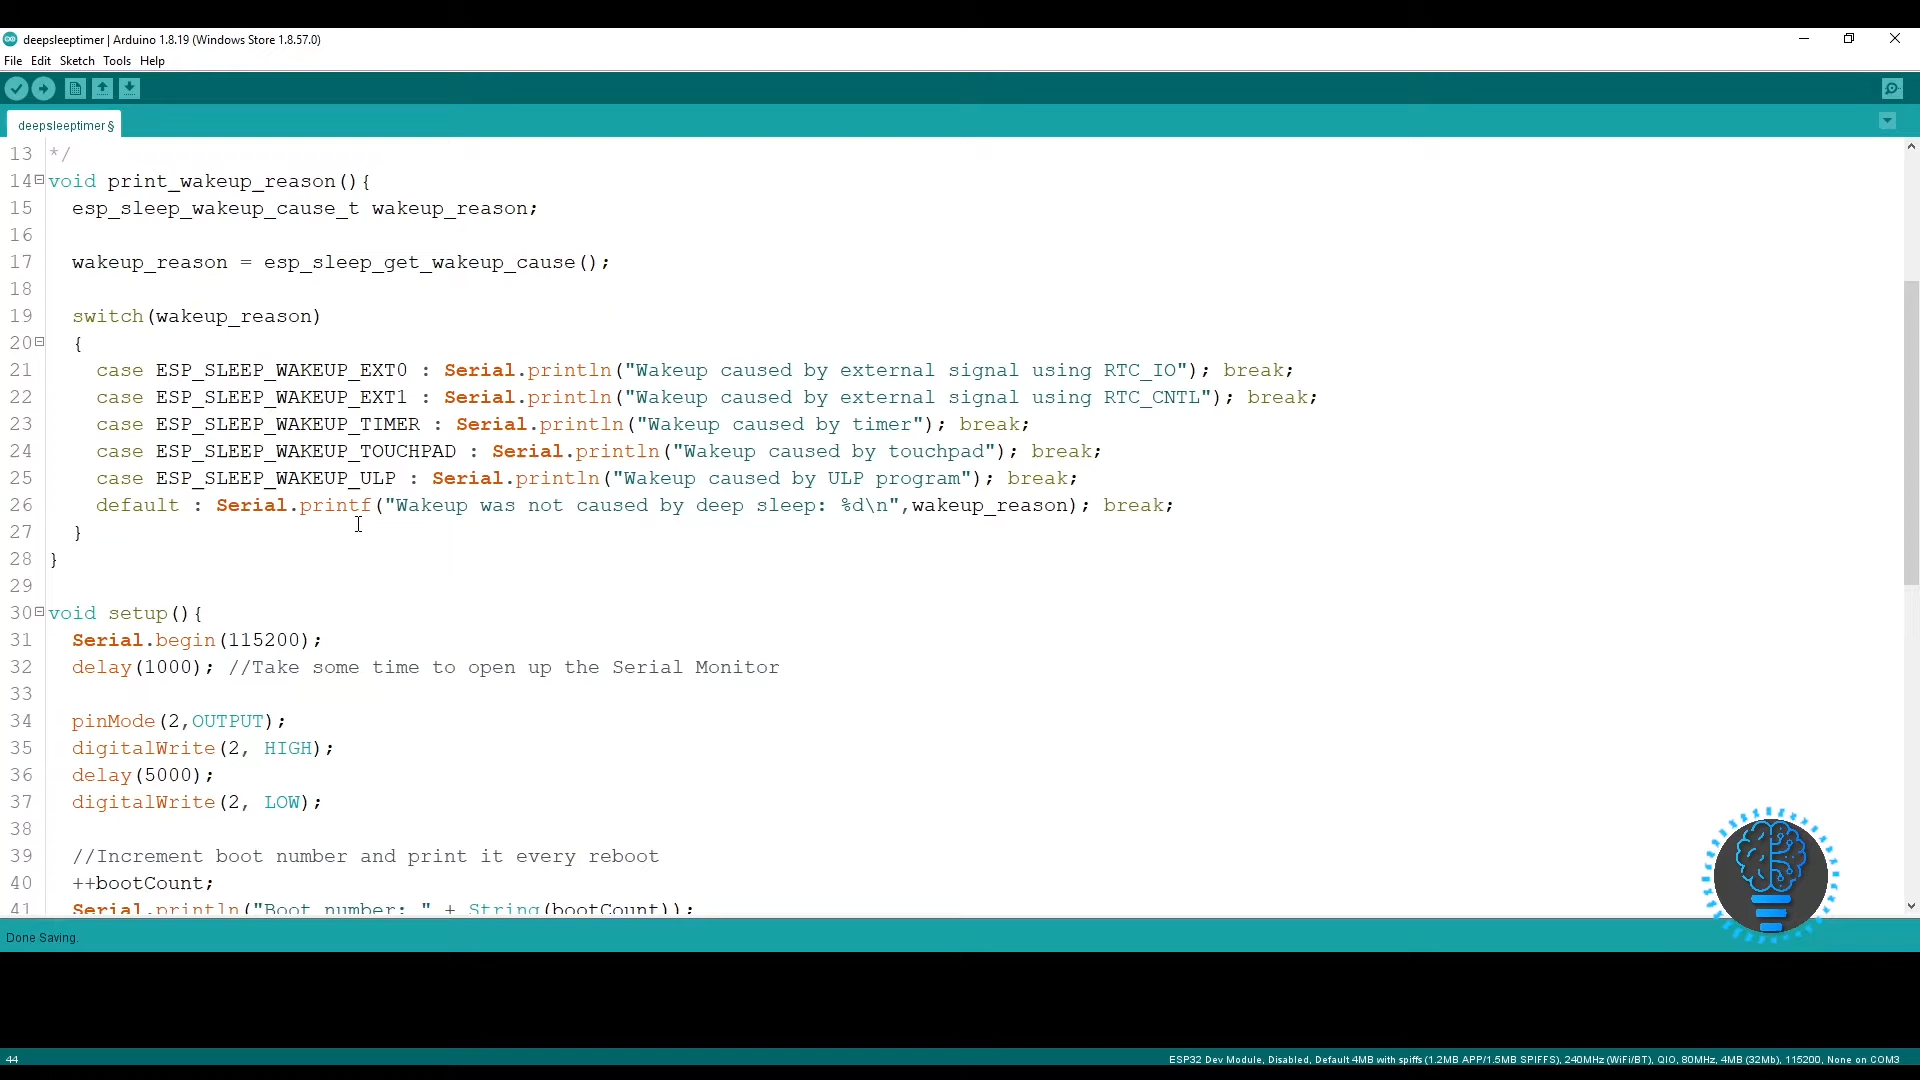 deepsleeptimer | Arduino 1.8.19 (Windows Store 1.8.57.0)
File Edit Sketch Tools Help
deepsleeptimer §
13 */
14 void print_wakeup_reason(){
15   esp_sleep_wakeup_cause_t wakeup_reason;
16
17   wakeup_reason = esp_sleep_get_wakeup_cause();
18
19   switch(wakeup_reason)
20   {
21     case ESP_SLEEP_WAKEUP_EXT0 : Serial.println("Wakeup caused by external signal using RTC_IO"); break;
22     case ESP_SLEEP_WAKEUP_EXT1 : Serial.println("Wakeup caused by external signal using RTC_CNTL"); break;
23     case ESP_SLEEP_WAKEUP_TIMER : Serial.println("Wakeup caused by timer"); break;
24     case ESP_SLEEP_WAKEUP_TOUCHPAD : Serial.println("Wakeup caused by touchpad"); break;
25     case ESP_SLEEP_WAKEUP_ULP : Serial.println("Wakeup caused by ULP program"); break;
26     default : Serial.printf("Wakeup was not caused by deep sleep: %d\n",wakeup_reason); break;
27   }
28 }
29
30 void setup(){
31   Serial.begin(115200);
32   delay(1000); //Take some time to open up the Serial Monitor
33
34   pinMode(2,OUTPUT);
35   digitalWrite(2, HIGH);
36   delay(5000);
37   digitalWrite(2, LOW);
38
39   //Increment boot number and print it every reboot
40   ++bootCount;
41   Serial.println("Boot number: " + String(bootCount));
Done Saving.
44
ESP32 Dev Module, Disabled, Default 4MB with spiffs (1.2MB APP/1.5MB SPIFFS), 240MHz (WiFi/BT), QIO, 80MHz, 4MB (32Mb), 115200, None on COM3